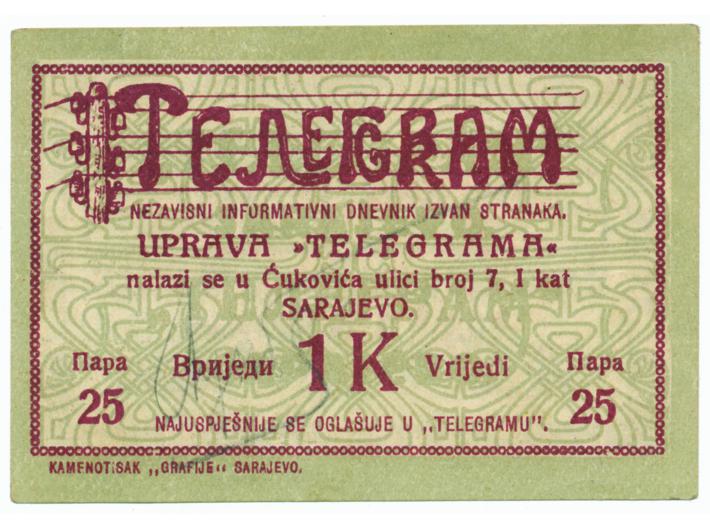 ТЕЛЕГRAM
NEZAVISNI INFORMATIVNI DNEVNIK IZVAN STRANAKA.
UPRAVA »TELEGRAMA«
nalazi se u Ćukovića ulici broj 7, I kat
SARAJEVO.
Пара Вриједи 1 K Vrijedi Пара
25 25
NAJUSPJEŠNIJE SE OGLAŠUJE U „TELEGRAMU".
KAMENOTISAK „GRAFIJE“ SARAJEVO.